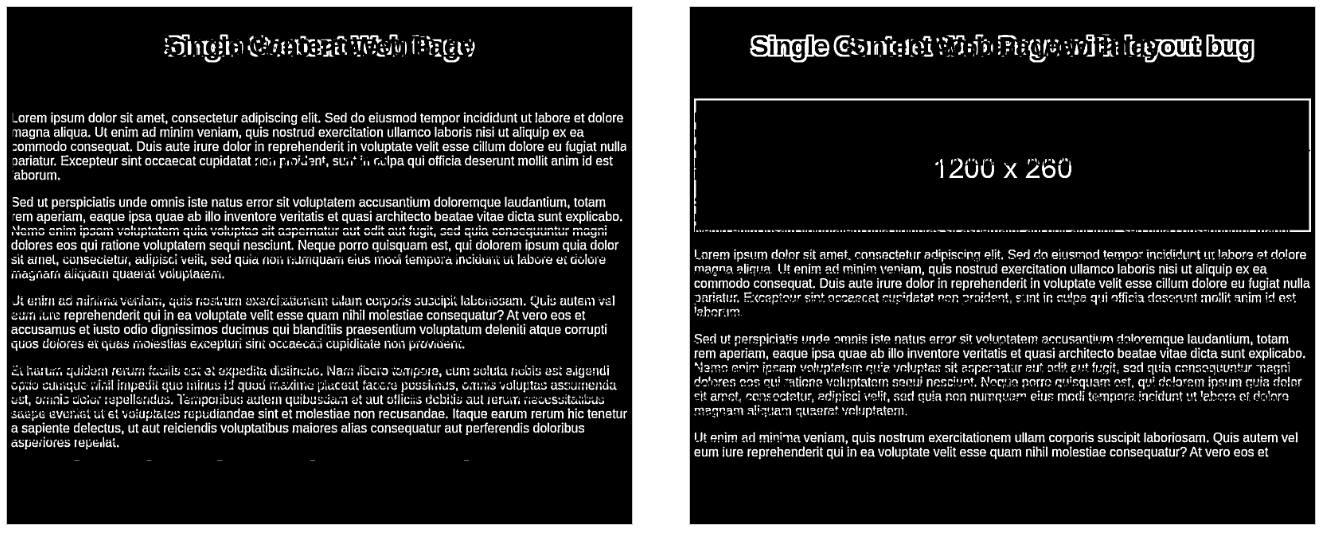 Single Content Web Page
Lorem ipsum dolor sit amet, consectetur adipiscing elit. Sed do eiusmod tempor incididunt ut labore et dolore
magna aliqua. Ut enim ad minim veniam, quis nostrud exercitation ullamco laboris nisi ut aliquip ex ea
commodo consequat. Duis aute irure dolor in reprehenderit in voluptate velit esse cillum dolore eu fugiat nulla
pariatur. Excepteur sint occaecat cupidatat non proident, sunt in culpa qui officia deserunt mollit anim id est
laborum.
Sed ut perspiciatis unde omnis iste natus error sit voluptatem accusantium doloremque laudantium, totam
rem aperiam, eaque ipsa quae ab illo inventore veritatis et quasi architecto beatae vitae dicta sunt explicabo.
Nemo enim ipsam voluptatem quia voluptas sit aspernatur aut odit aut fugit, sed quia consequuntur magni
dolores eos qui ratione voluptatem sequi nesciunt. Neque porro quisquam est, qui dolorem ipsum quia dolor
sit amet, consectetur, adipisci velit, sed quia non numquam eius modi tempora incidunt ut labore et dolore
magnam aliquam quaerat voluptatem.
Ut enim ad minima veniam, quis nostrum exercitationem ullam corporis suscipit laboriosam. Quis autem vel
eum iure reprehenderit qui in ea voluptate velit esse quam nihil molestiae consequatur? At vero eos et
accusamus et iusto odio dignissimos ducimus qui blanditiis praesentium voluptatum deleniti atque corrupti
quos dolores et quas molestias excepturi sint occaecati cupiditate non provident.
Et harum quidem rerum facilis est et expedita distinctio. Nam libero tempore, cum soluta nobis est eligendi
optio cumque nihil impedit quo minus id quod maxime placeat facere possimus, omnis voluptas assumenda
est, omnis dolor repellendus. Temporibus autem quibusdam et aut officiis debitis aut rerum necessitatibus
saepe eveniet ut et voluptates repudiandae sint et molestiae non recusandae. Itaque earum rerum hic tenetur
a sapiente delectus, ut aut reiciendis voluptatibus maiores alias consequatur aut perferendis doloribus
asperiores repellat.
Single Content Web Page with layout bug
1200 x 260
Lorem ipsum dolor sit amet, consectetur adipiscing elit. Sed do eiusmod tempor incididunt ut labore et dolore
magna aliqua. Ut enim ad minim veniam, quis nostrud exercitation ullamco laboris nisi ut aliquip ex ea
commodo consequat. Duis aute irure dolor in reprehenderit in voluptate velit esse cillum dolore eu fugiat nulla
pariatur. Excepteur sint occaecat cupidatat non proident, sunt in culpa qui officia deserunt mollit anim id est
laborum.
Sed ut perspiciatis unde omnis iste natus error sit voluptatem accusantium doloremque laudantium, totam
rem aperiam, eaque ipsa quae ab illo inventore veritatis et quasi architecto beatae vitae dicta sunt explicabo.
Nemo enim ipsam voluptatem quia voluptas sit aspernatur aut odit aut fugit, sed quia consequuntur magni
dolores eos qui ratione voluptatem sequi nesciunt. Neque porro quisquam est, qui dolorem ipsum quia dolor
sit amet, consectetur, adipisci velit, sed quia non numquam eius modi tempora incidunt ut labore et dolore
magnam aliquam quaerat voluptatem.
Ut enim ad minima veniam, quis nostrum exercitationem ullam corporis suscipit laboriosam. Quis autem vel
eum iure reprehenderit qui in ea voluptate velit esse quam nihil molestiae consequatur? At vero eos et